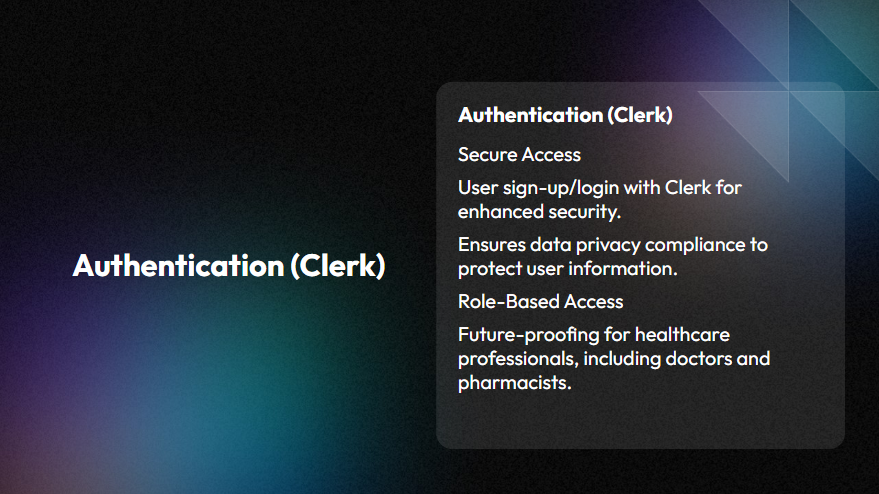 Authentication (Clerk)
Authentication (Clerk)
Secure Access
User sign-up/login with Clerk for
enhanced security.
Ensures data privacy compliance to
protect user information.
Role-Based Access
Future-proofing for healthcare
professionals, including doctors and
pharmacists.